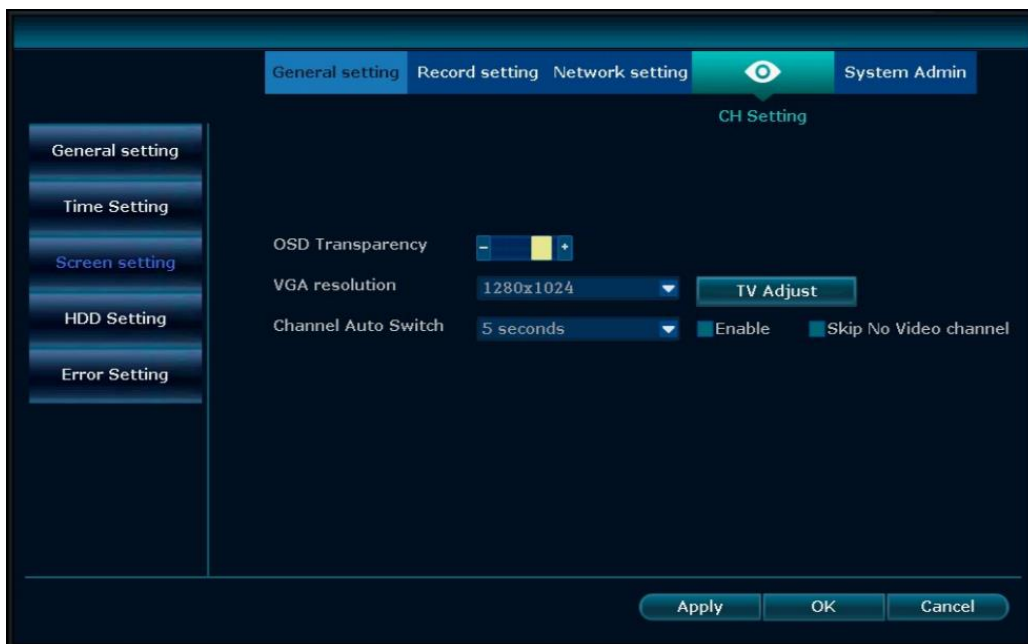 General setting Record setting Network setting System Admin
CH Setting
General setting
Time Setting
Screen setting
HDD Setting
Error Setting
OSD Transparency - +
VGA resolution 1280x1024 TV Adjust
Channel Auto Switch 5 seconds Enable Skip No Video channel
Apply OK Cancel